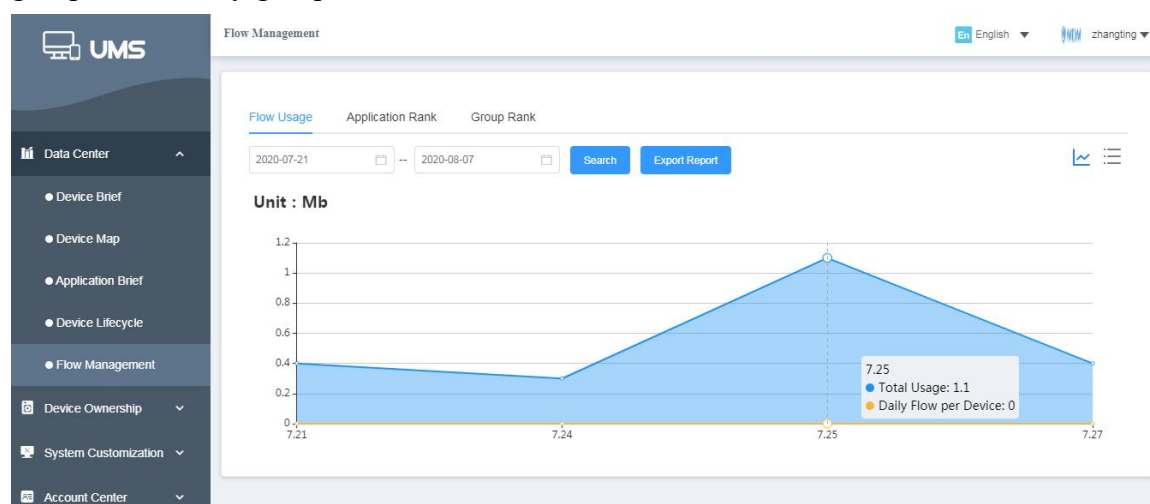 UMS
Flow Management
En English
zhangting
Data Center
Device Brief
Device Map
Application Brief
Device Lifecycle
Flow Management
Device Ownership
System Customization
Account Center
Flow Usage Application Rank Group Rank
2020-07-21 -- 2020-08-07 Search Export Report
Unit : Mb
1.2
1
0.8
0.6
0.4
0.2
0
7.21 7.24 7.25 7.27
7.25
Total Usage: 1.1
Daily Flow per Device: 0